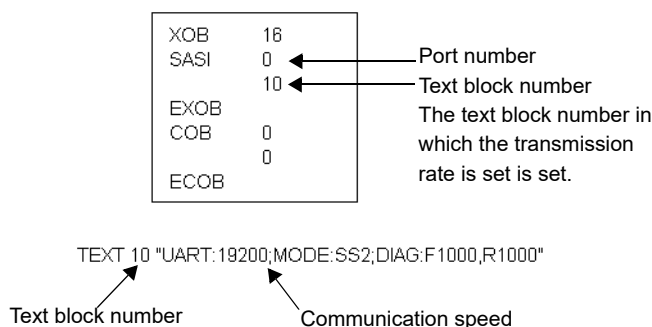 XOB 16
SASI 0
10
EXOB
COB 0
0
ECOB
Port number
Text block number
The text block number in
which the transmission
rate is set is set.
TEXT 10 "UART:19200;MODE:SS2;DIAG:F1000,R1000"
Text block number
Communication speed